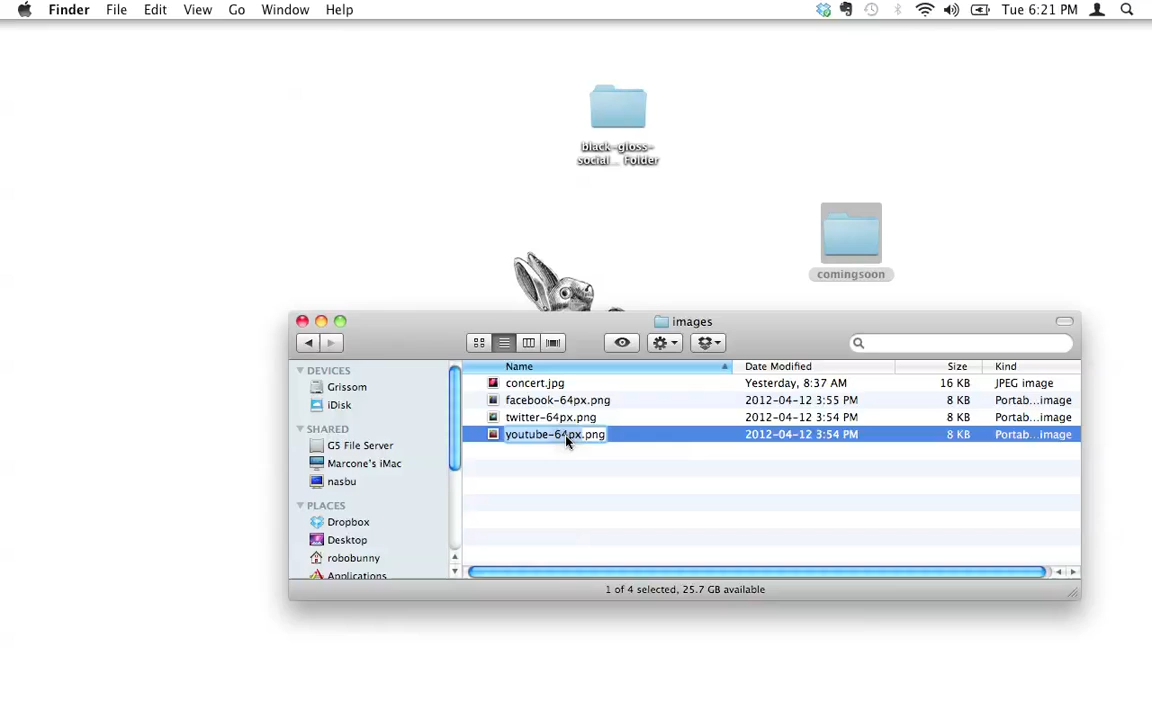 Finder File Edit View Go Window Help Tue 6:21 PM
black-gloss-
social... Folder
comingsoon
images
Name Date Modified Size Kind
DEVICES
Grissom
iDisk
SHARED
G5 File Server
Marcone's iMac
nasbu
PLACES
Dropbox
Desktop
robobunny
Applications
concert.jpg Yesterday, 8:37 AM 16 KB JPEG image
facebook-64px.png 2012-04-12 3:55 PM 8 KB Portab...image
twitter-64px.png 2012-04-12 3:54 PM 8 KB Portab...image
youtube-64px.png 2012-04-12 3:54 PM 8 KB Portab...image
1 of 4 selected, 25.7 GB available